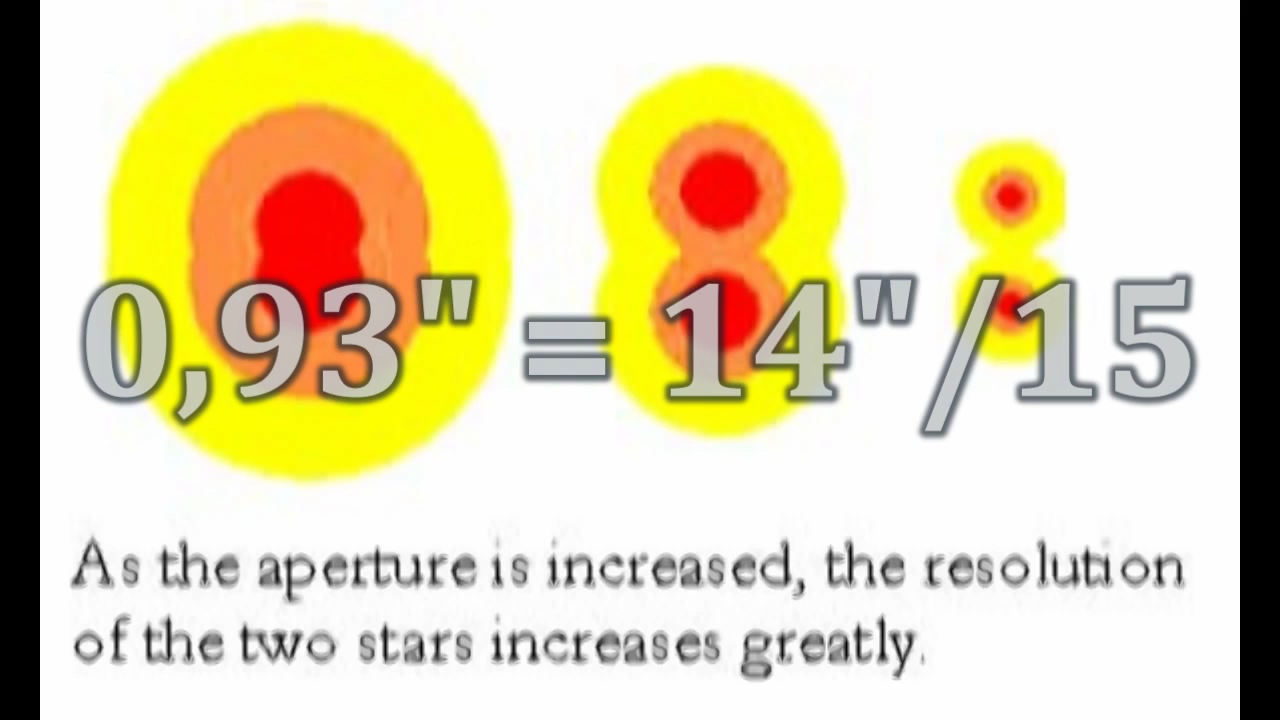 0,93" = 14"/15
As the aperture is increased, the resolution
of the two stars increases greatly.